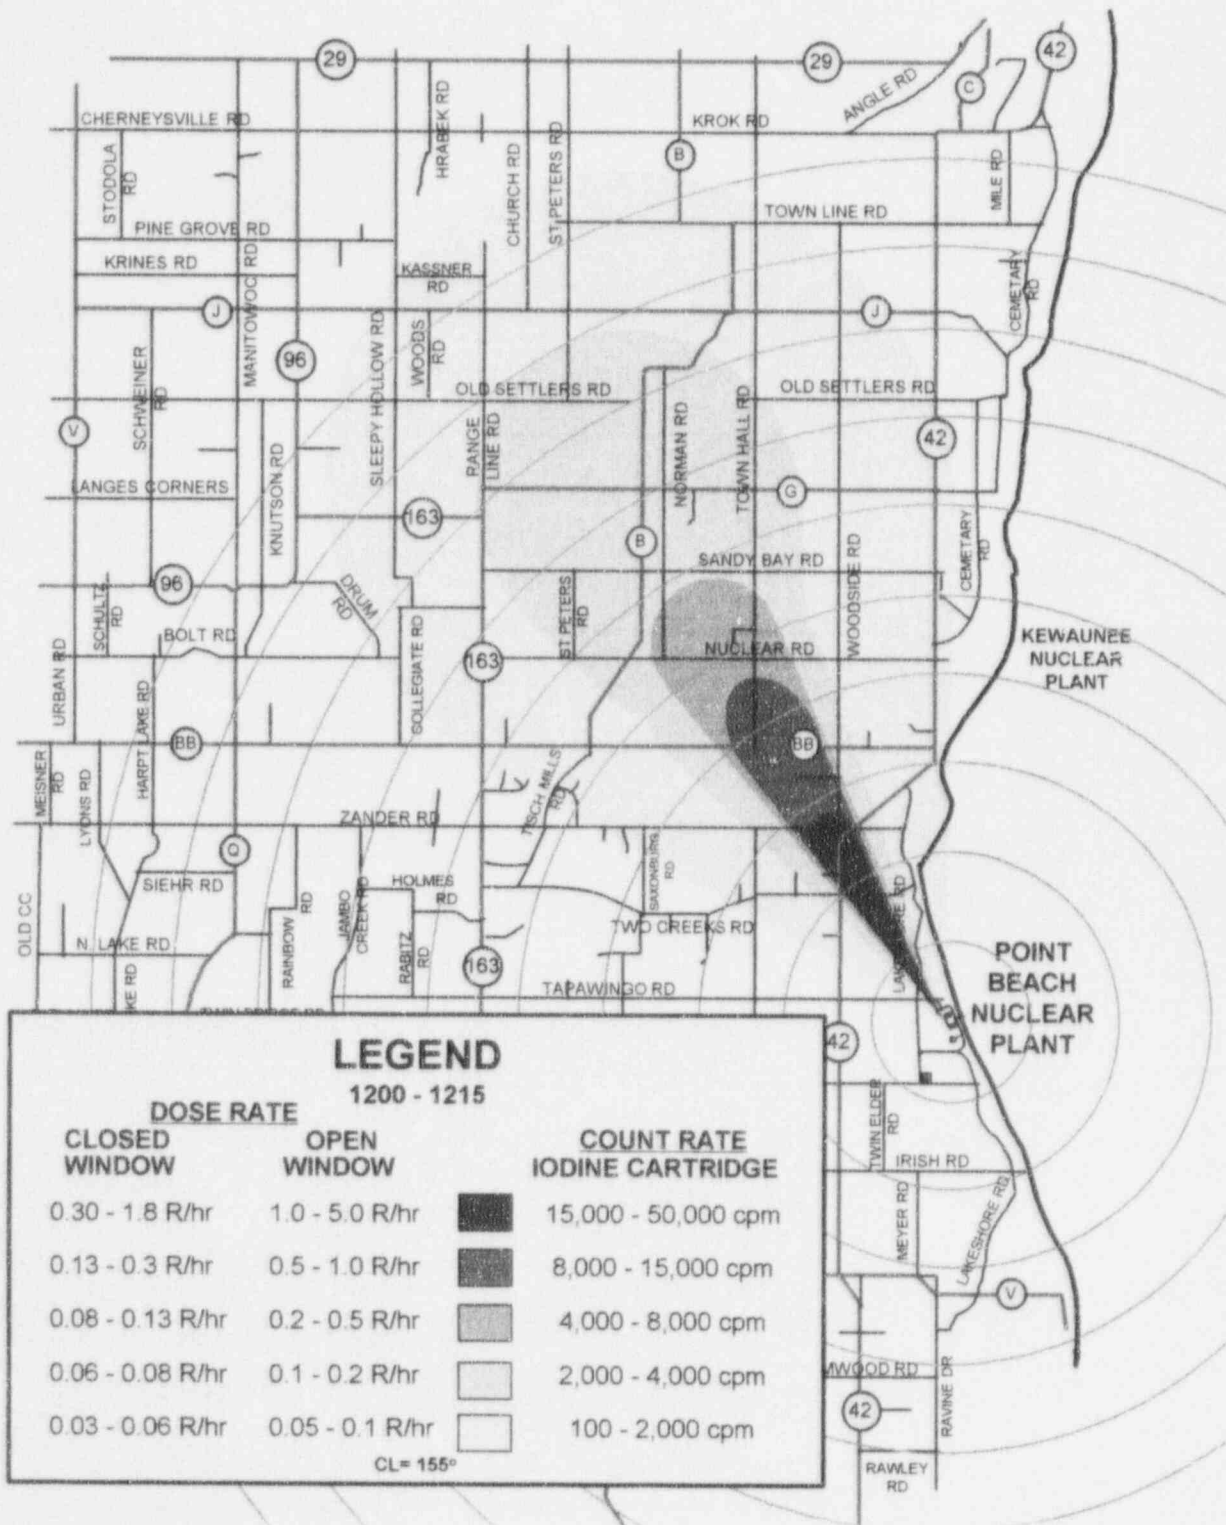 29
29
42
C
ANGLE RD
CHERNEYSVILLE RD
HRABEK RD
KROK RD
B
STODOLA
RD
CHURCH RD
ST PETERS RD
MILE RD
TOWN LINE RD
PINE GROVE RD
KRINES RD
MANITOWOC RD
KASSNER
RD
CEMETARY
RD
J
J
SCHWEINER
RD
96
SLEEPY HOLLOW RD
WOODS
RD
OLD SETTLERS RD
OLD SETTLERS RD
V
KNUTSON RD
RANGE
LINE RD
NORMAN RD
TOWN HALL RD
42
LANGES CORNERS
163
G
B
SANDY BAY RD
WOODSIDE RD
CEMETARY
RD
96
SCHULTZ
RD
DRUM
RD
BOLT RD
ST PETERS
RD
URBAN RD
SOLLEGIATE RD
163
NUCLEAR RD
KEWAUNEE
NUCLEAR
PLANT
HARPT LAKE RD
BB
BB
MEISNER
RD
LYONS RD
TISCH MILLS
RD
ZANDER RD
Q
SIEHR RD
HOLMES
RD
SAXONBURG
RD
OLD CC
RAINBOW
RD
JAMBO
CREEK RD
RABITZ
RD
TWO CREEKS RD
N. LAKE RD
163
KE RD
TAPAWINGO RD
POINT
BEACH
NUCLEAR
PLANT
42
LEGEND
1200 - 1215
DOSE RATE
CLOSED
WINDOW
OPEN
WINDOW
COUNT RATE
IODINE CARTRIDGE
0.30 - 1.8 R/hr 1.0 - 5.0 R/hr 15,000 - 50,000 cpm
0.13 - 0.3 R/hr 0.5 - 1.0 R/hr 8,000 - 15,000 cpm
0.08 - 0.13 R/hr 0.2 - 0.5 R/hr 4,000 - 8,000 cpm
0.06 - 0.08 R/hr 0.1 - 0.2 R/hr 2,000 - 4,000 cpm
0.03 - 0.06 R/hr 0.05 - 0.1 R/hr 100 - 2,000 cpm
CL= 155°
TWIN ELDER
RD
IRISH RD
MEYER RD
LAKESHORE RD
V
MWOOD RD
RAVINE DR
42
RAWLEY
RD